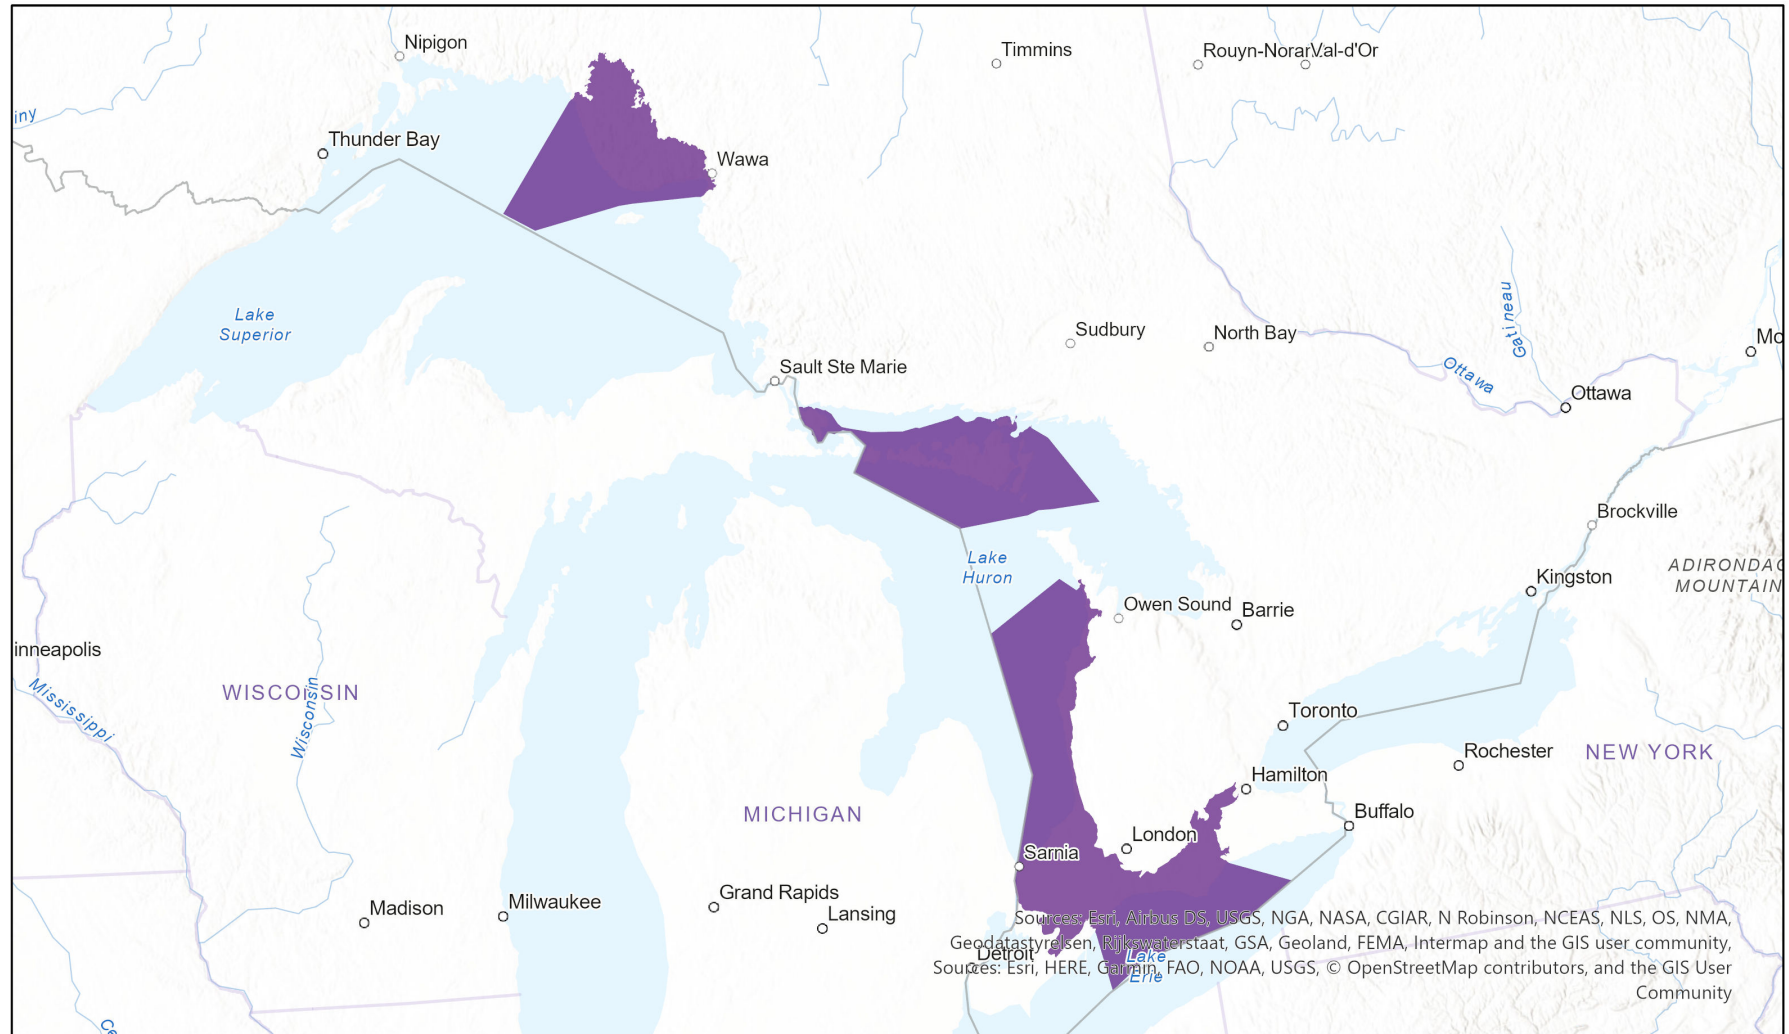 Nipigon
Timmins
Rouyn-Noran
Val-d'Or
iny
Thunder Bay
Wawa
Lake
Superior
Sudbury
North Bay
Gatineau
Mo
Sault Ste Marie
Ottawa
Ottawa
Brockville
Lake
Huron
ADIRONDAC
MOUNTAIN
Kingston
Owen Sound
Barrie
inneapolis
Mississippi
WISCONSIN
Wisconsin
Toronto
Rochester
NEW YORK
Hamilton
MICHIGAN
Buffalo
London
Sarnia
Grand Rapids
Milwaukee
Madison
Lansing
Sources: Esri, Airbus DS, USGS, NGA, NASA, CGIAR, N Robinson, NCEAS, NLS, OS, NMA,
Geodatastyrelsen, Rijkswaterstaat, GSA, Geoland, FEMA, Intermap and the GIS user community,
Detroit
Lake
Erie
Sources: Esri, HERE, Garmin, FAO, NOAA, USGS, © OpenStreetMap contributors, and the GIS User
Community
Ce